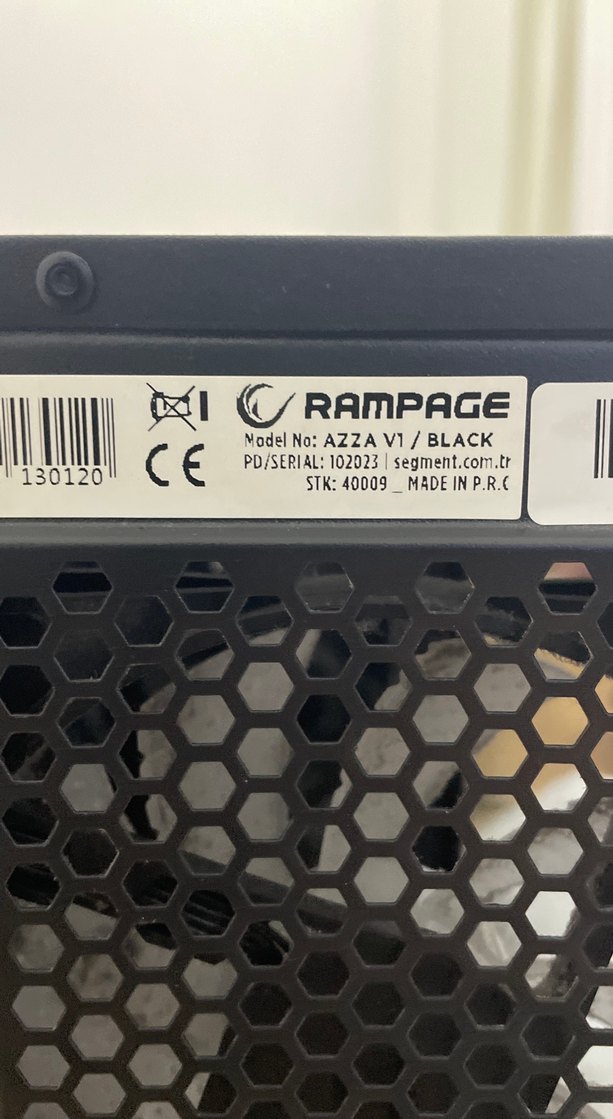 130120
RAMPAGE
Model No: AZZA V1 / BLACK
PD/SERIAL: 102023 | segment.com.tr
STK: 40009 _ MADE IN P.R.C
CE